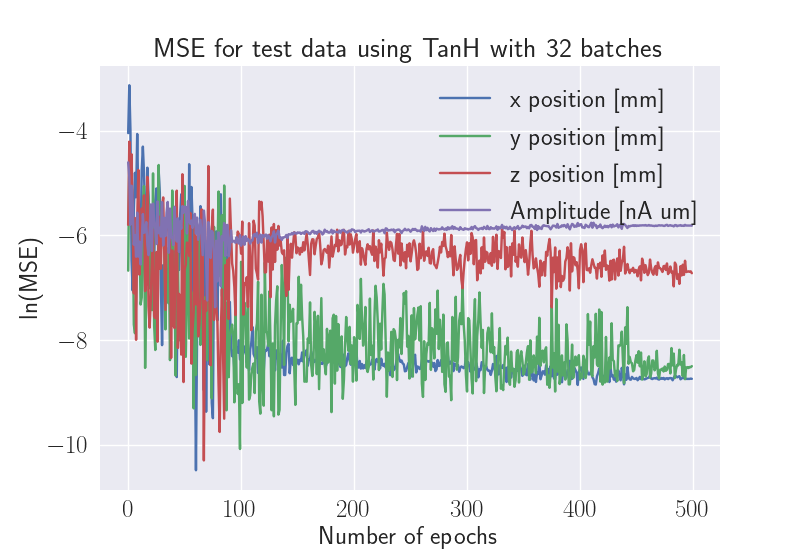 MSE for test data using TanH with 32 batches
x position [mm]
y position [mm]
z position [mm]
Amplitude [nA um]
ln(MSE)
−4
−6
−8
−10
0 100 200 300 400 500
Number of epochs